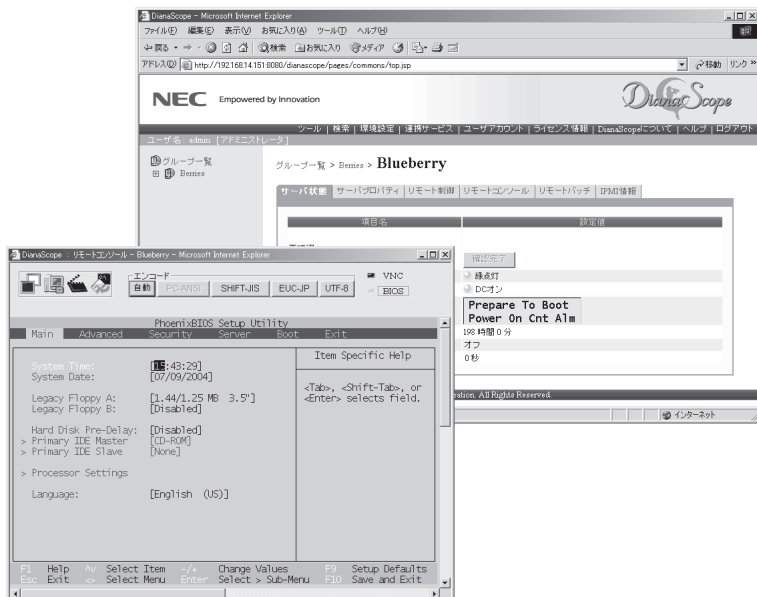 DianaScope - Microsoft Internet Explorer
ファイル(F) 編集(E) 表示(V) お気に入り(A) ツール(T) ヘルプ(H)
戻る 検索 お気に入り メディア
アドレス(D) http://192.168.14.151:8080/dianascope/pages/commons/top.jsp 移動 リンク »
NEC Empowered by Innovation DianaScope
ツール | 検索 | 環境設定 | 連携サービス | ユーザアカウント | ライセンス情報 | DianaScopeについて | ヘルプ | ログアウト
ユーザ名: admin [アドミニストレータ]
グループ一覧
Berries
グループ一覧 > Berries > Blueberry
サーバ状態 サーバプロパティ リモート制御 リモートコンソール リモートバッチ IPMI情報
項目名 設定値
確認完了
緑点灯
DCオン
Prepare To Boot
Power On Cnt Alm
198 時間 0 分
オフ
0 秒
ration. All Rights Reserved.
インターネット
DianaScope : リモートコンソール - Blueberry - Microsoft Internet Explorer
エンコード
自動 PC-ANSI SHIFT-JIS EUC-JP UTF-8
VNC
BIOS
PhoenixBIOS Setup Utility
Main Advanced Security Server Boot Exit
Item Specific Help
System Time: [15:43:29]
System Date: [07/09/2004]
<Tab>, <Shift-Tab>, or
<Enter> selects field.
Legacy Floppy A: [1.44/1.25 MB 3.5"]
Legacy Floppy B: [Disabled]
Hard Disk Pre-Delay: [Disabled]
> Primary IDE Master [CD-ROM]
> Primary IDE Slave [None]
> Processor Settings
Language: [English (US)]
F1 Help ^v Select Item -/+ Change Values F9 Setup Defaults
Esc Exit <> Select Menu Enter Select > Sub-Menu F10 Save and Exit